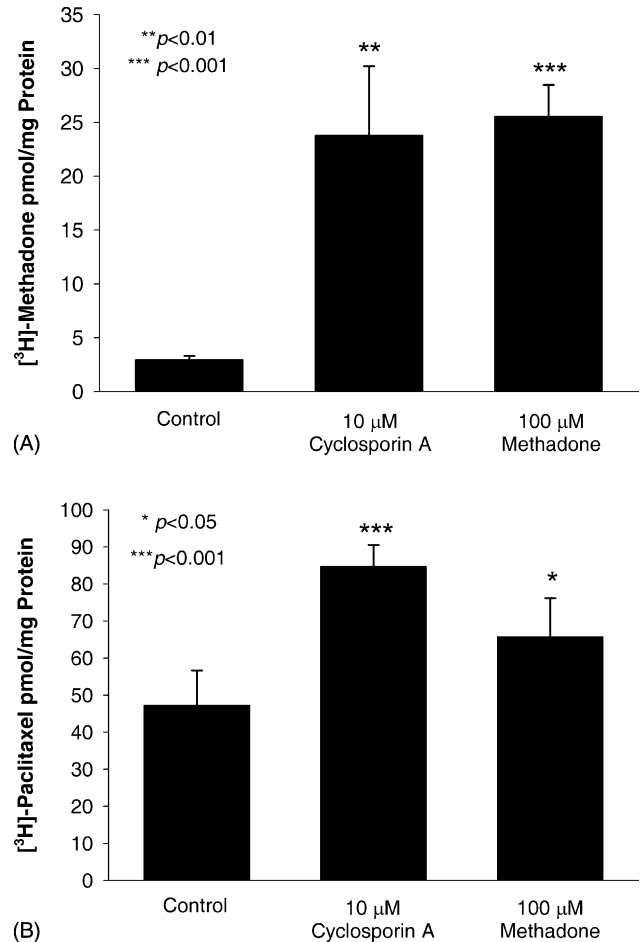 35
30
25
20
15
10
5
0
[³H]-Methadone pmol/mg Protein
**p<0.01
*** p<0.001
**
***
Control
10 μM
Cyclosporin A
100 μM
Methadone
(A)
100
90
80
70
60
50
40
30
20
10
0
[³H]-Paclitaxel pmol/mg Protein
* p<0.05
***p<0.001
***
*
Control
10 μM
Cyclosporin A
100 μM
Methadone
(B)